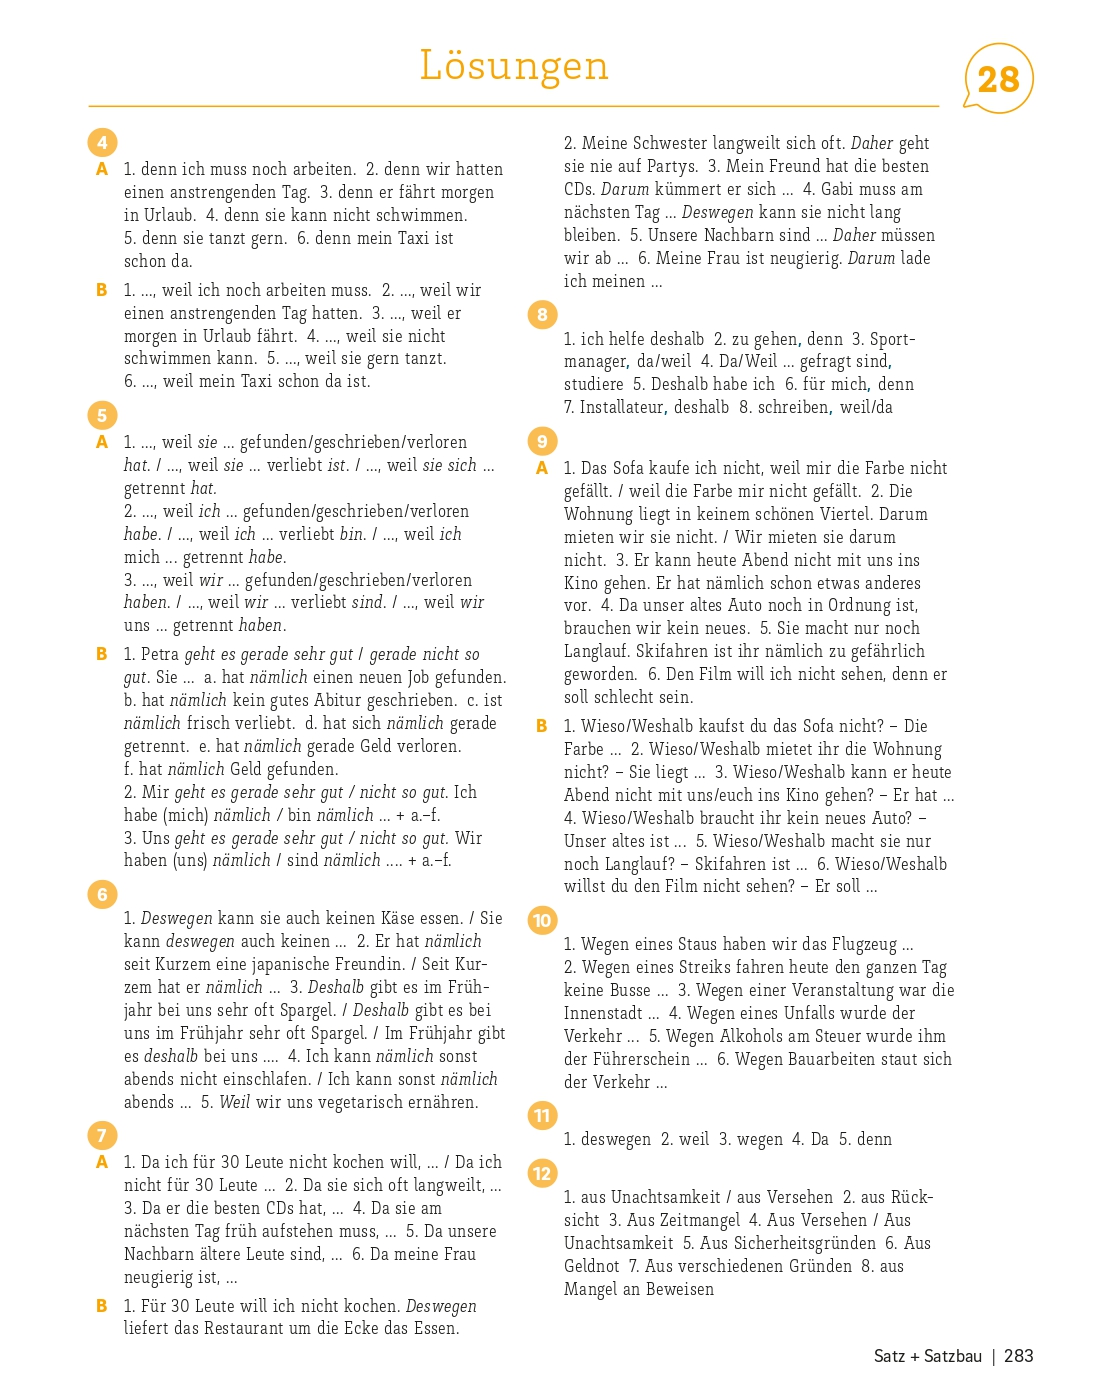 Lösungen
28
4
A 1. denn ich muss noch arbeiten. 2. denn wir hatten
einen anstrengenden Tag. 3. denn er fährt morgen
in Urlaub. 4. denn sie kann nicht schwimmen.
5. denn sie tanzt gern. 6. denn mein Taxi ist
schon da.
B 1. ..., weil ich noch arbeiten muss. 2. ..., weil wir
einen anstrengenden Tag hatten. 3. ..., weil er
morgen in Urlaub fährt. 4. ..., weil sie nicht
schwimmen kann. 5. ..., weil sie gern tanzt.
6. ..., weil mein Taxi schon da ist.
5
A 1. ..., weil sie ... gefunden/geschrieben/verloren
hat. / ..., weil sie ... verliebt ist. / ..., weil sie sich ...
getrennt hat.
2. ..., weil ich ... gefunden/geschrieben/verloren
habe. / ..., weil ich ... verliebt bin. / ..., weil ich
mich ... getrennt habe.
3. ..., weil wir ... gefunden/geschrieben/verloren
haben. / ..., weil wir ... verliebt sind. / ..., weil wir
uns ... getrennt haben.
B 1. Petra geht es gerade sehr gut / gerade nicht so
gut. Sie ... a. hat nämlich einen neuen Job gefunden.
b. hat nämlich kein gutes Abitur geschrieben. c. ist
nämlich frisch verliebt. d. hat sich nämlich gerade
getrennt. e. hat nämlich gerade Geld verloren.
f. hat nämlich Geld gefunden.
2. Mir geht es gerade sehr gut / nicht so gut. Ich
habe (mich) nämlich / bin nämlich ... + a.–f.
3. Uns geht es gerade sehr gut / nicht so gut. Wir
haben (uns) nämlich / sind nämlich .... + a.–f.
6
1. Deswegen kann sie auch keinen Käse essen. / Sie
kann deswegen auch keinen ... 2. Er hat nämlich
seit Kurzem eine japanische Freundin. / Seit Kur-
zem hat er nämlich ... 3. Deshalb gibt es im Früh-
jahr bei uns sehr oft Spargel. / Deshalb gibt es bei
uns im Frühjahr sehr oft Spargel. / Im Frühjahr gibt
es deshalb bei uns .... 4. Ich kann nämlich sonst
abends nicht einschlafen. / Ich kann sonst nämlich
abends ... 5. Weil wir uns vegetarisch ernähren.
7
A 1. Da ich für 30 Leute nicht kochen will, ... / Da ich
nicht für 30 Leute ... 2. Da sie sich oft langweilt, ...
3. Da er die besten CDs hat, ... 4. Da sie am
nächsten Tag früh aufstehen muss, ... 5. Da unsere
Nachbarn ältere Leute sind, ... 6. Da meine Frau
neugierig ist, ...
B 1. Für 30 Leute will ich nicht kochen. Deswegen
liefert das Restaurant um die Ecke das Essen.
2. Meine Schwester langweilt sich oft. Daher geht
sie nie auf Partys. 3. Mein Freund hat die besten
CDs. Darum kümmert er sich ... 4. Gabi muss am
nächsten Tag ... Deswegen kann sie nicht lang
bleiben. 5. Unsere Nachbarn sind ... Daher müssen
wir ab ... 6. Meine Frau ist neugierig. Darum lade
ich meinen ...
8
1. ich helfe deshalb 2. zu gehen, denn 3. Sport-
manager, da/weil 4. Da/Weil ... gefragt sind,
studiere 5. Deshalb habe ich 6. für mich, denn
7. Installateur, deshalb 8. schreiben, weil/da
9
A 1. Das Sofa kaufe ich nicht, weil mir die Farbe nicht
gefällt. / weil die Farbe mir nicht gefällt. 2. Die
Wohnung liegt in keinem schönen Viertel. Darum
mieten wir sie nicht. / Wir mieten sie darum
nicht. 3. Er kann heute Abend nicht mit uns ins
Kino gehen. Er hat nämlich schon etwas anderes
vor. 4. Da unser altes Auto noch in Ordnung ist,
brauchen wir kein neues. 5. Sie macht nur noch
Langlauf. Skifahren ist ihr nämlich zu gefährlich
geworden. 6. Den Film will ich nicht sehen, denn er
soll schlecht sein.
B 1. Wieso/Weshalb kaufst du das Sofa nicht? – Die
Farbe ... 2. Wieso/Weshalb mietet ihr die Wohnung
nicht? – Sie liegt ... 3. Wieso/Weshalb kann er heute
Abend nicht mit uns/euch ins Kino gehen? – Er hat ...
4. Wieso/Weshalb braucht ihr kein neues Auto? –
Unser altes ist ... 5. Wieso/Weshalb macht sie nur
noch Langlauf? – Skifahren ist ... 6. Wieso/Weshalb
willst du den Film nicht sehen? – Er soll ...
10
1. Wegen eines Staus haben wir das Flugzeug ...
2. Wegen eines Streiks fahren heute den ganzen Tag
keine Busse ... 3. Wegen einer Veranstaltung war die
Innenstadt ... 4. Wegen eines Unfalls wurde der
Verkehr ... 5. Wegen Alkohols am Steuer wurde ihm
der Führerschein ... 6. Wegen Bauarbeiten staut sich
der Verkehr ...
11
1. deswegen 2. weil 3. wegen 4. Da 5. denn
12
1. aus Unachtsamkeit / aus Versehen 2. aus Rück-
sicht 3. Aus Zeitmangel 4. Aus Versehen / Aus
Unachtsamkeit 5. Aus Sicherheitsgründen 6. Aus
Geldnot 7. Aus verschiedenen Gründen 8. aus
Mangel an Beweisen
Satz + Satzbau | 283